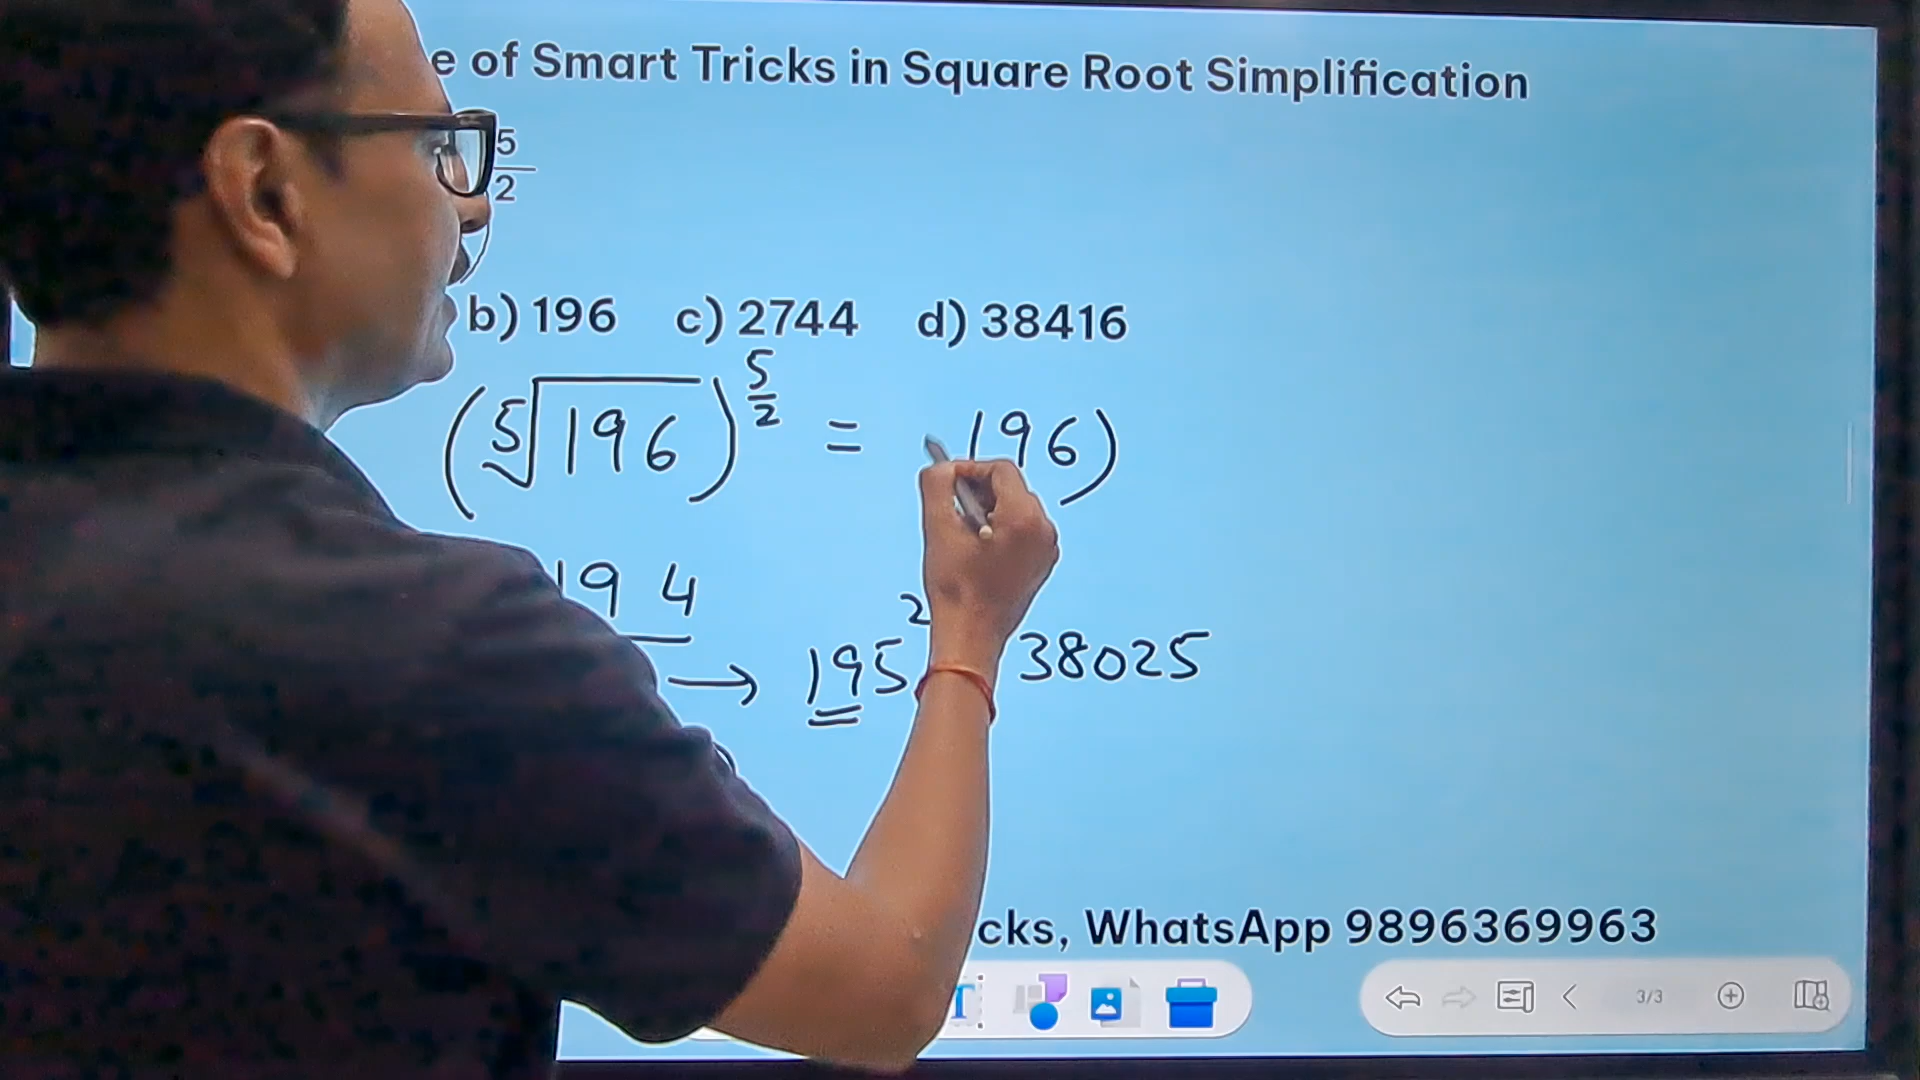 of Smart Tricks in Square Root Simplification
5
2
b) 196 c) 2744 d) 38416
(⁵√196)^5/2 = 196)
19 4
→ 195² 38025
WhatsApp 9896369963
3/3